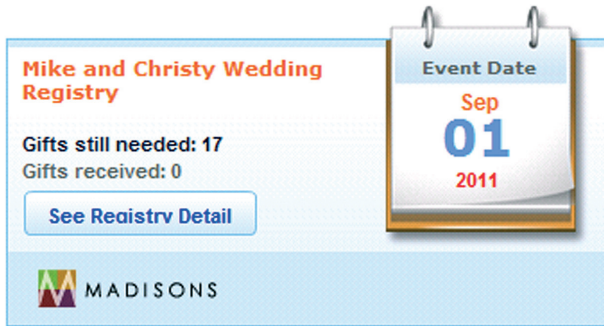 Mike and Christy Wedding
Registry
Gifts still needed: 17
Gifts received: 0
See Registry Detail
Event Date
Sep
01
2011
MADISONS